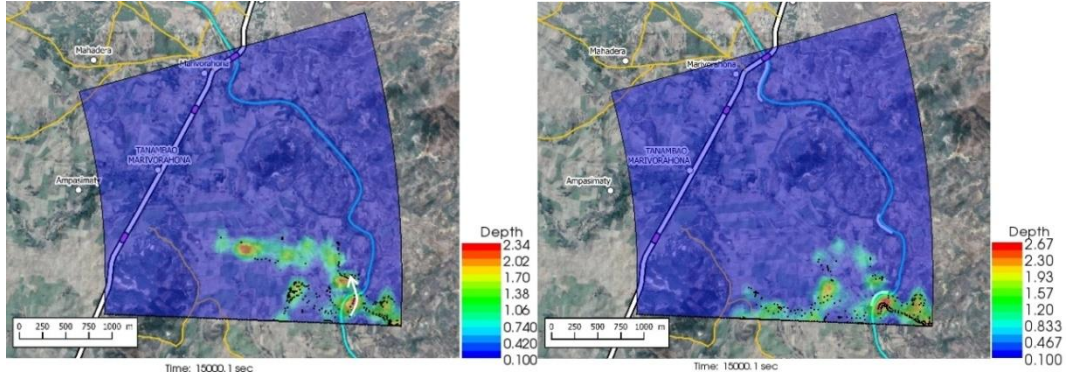 Mahadera
Marivorahona
TANAMBAO
MARIVORAHONA
Ampasimaty
Depth
2.34
2.02
1.70
1.38
1.06
0.740
0.420
0.100
0 250 500 750 1000 m
Time: 15000.1 sec
Mahadera
Marivorahona
TANAMBAO
MARIVORAHONA
Ampasimaty
Depth
2.67
2.30
1.93
1.57
1.20
0.833
0.467
0.100
0 250 500 750 1000 m
Time: 15000.1 sec